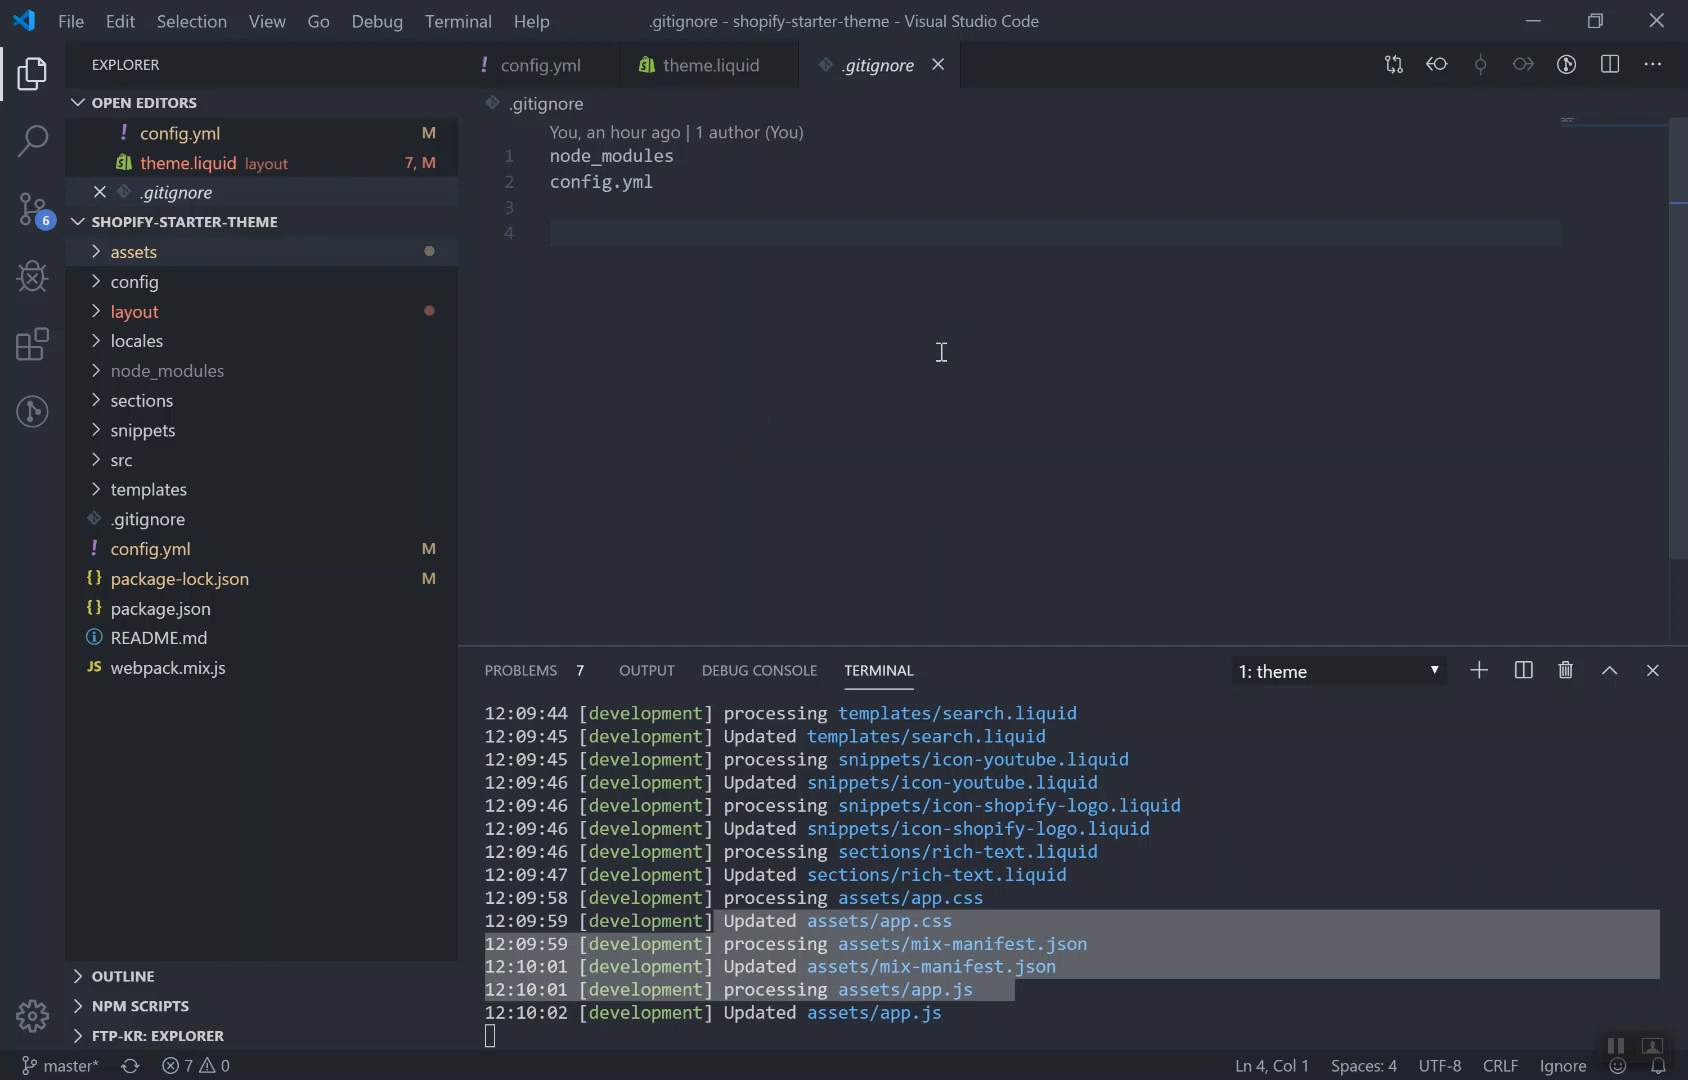 File Edit Selection View Go Debug Terminal Help
.gitignore - shopify-starter-theme - Visual Studio Code
EXPLORER
! config.yml
theme.liquid
.gitignore
OPEN EDITORS
! config.yml M
theme.liquid layout 7, M
.gitignore
SHOPIFY-STARTER-THEME
assets
config
layout
locales
node_modules
sections
snippets
src
templates
.gitignore
! config.yml M
{} package-lock.json M
{} package.json
README.md
JS webpack.mix.js
OUTLINE
NPM SCRIPTS
FTP-KR: EXPLORER
6
.gitignore
You, an hour ago | 1 author (You)
1 node_modules
2 config.yml
3
4
PROBLEMS 7 OUTPUT DEBUG CONSOLE TERMINAL
1: theme
12:09:44 [development] processing templates/search.liquid
12:09:45 [development] Updated templates/search.liquid
12:09:45 [development] processing snippets/icon-youtube.liquid
12:09:46 [development] Updated snippets/icon-youtube.liquid
12:09:46 [development] processing snippets/icon-shopify-logo.liquid
12:09:46 [development] Updated snippets/icon-shopify-logo.liquid
12:09:46 [development] processing sections/rich-text.liquid
12:09:47 [development] Updated sections/rich-text.liquid
12:09:58 [development] processing assets/app.css
12:09:59 [development] Updated assets/app.css
12:09:59 [development] processing assets/mix-manifest.json
12:10:01 [development] Updated assets/mix-manifest.json
12:10:01 [development] processing assets/app.js
12:10:02 [development] Updated assets/app.js
master* 7 0
Ln 4, Col 1 Spaces: 4 UTF-8 CRLF Ignore